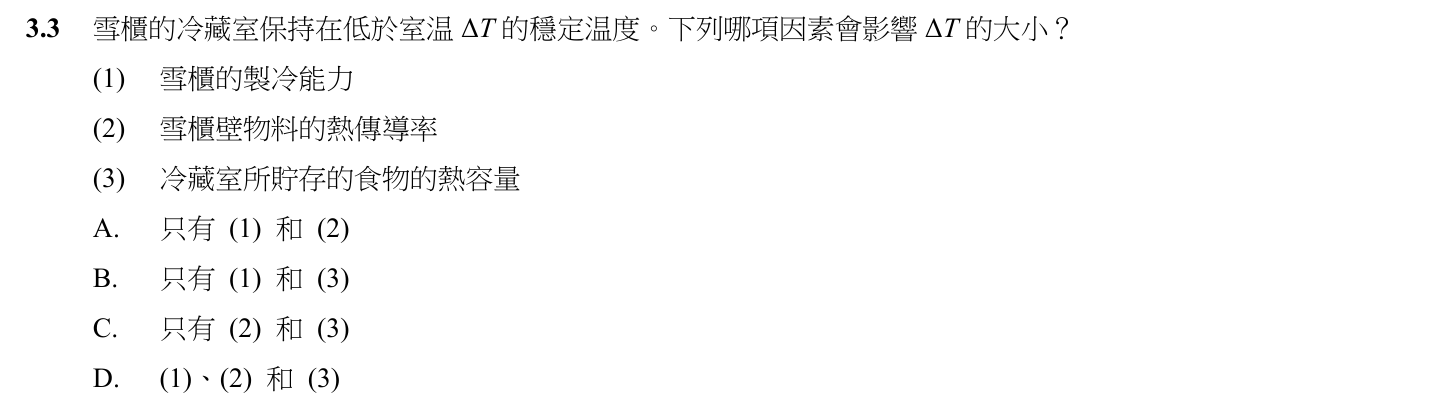 3.3 雪櫃的冷藏室保持在低於室温 ΔT 的穩定温度。下列哪項因素會影響 ΔT 的大小？
(1) 雪櫃的製冷能力
(2) 雪櫃壁物料的熱傳導率
(3) 冷藏室所貯存的食物的熱容量
A. 只有 (1) 和 (2)
B. 只有 (1) 和 (3)
C. 只有 (2) 和 (3)
D. (1)、(2) 和 (3)